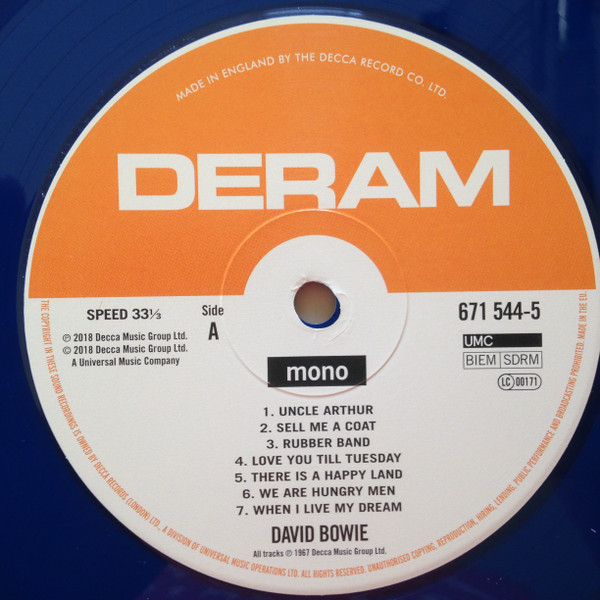 MADE IN ENGLAND BY THE DECCA RECORD CO. LTD.
DERAM
SPEED 33⅓
Side
A
671 544-5
℗ 2018 Decca Music Group Ltd.
© 2018 Decca Music Group Ltd.
A Universal Music Company
UMC
BIEM SDRM
LC 00171
mono
1. UNCLE ARTHUR
2. SELL ME A COAT
3. RUBBER BAND
4. LOVE YOU TILL TUESDAY
5. THERE IS A HAPPY LAND
6. WE ARE HUNGRY MEN
7. WHEN I LIVE MY DREAM
DAVID BOWIE
All tracks ℗ 1967 Decca Music Group Ltd.
THE COPYRIGHT IN THESE SOUND RECORDINGS IS OWNED BY DECCA RECORDS (LONDON) LTD., A DIVISION OF UNIVERSAL MUSIC OPERATIONS LTD. ALL RIGHTS RESERVED. UNAUTHORISED COPYING, REPRODUCTION, HIRING, LENDING, PUBLIC PERFORMANCE AND BROADCASTING PROHIBITED. MADE IN THE EU.